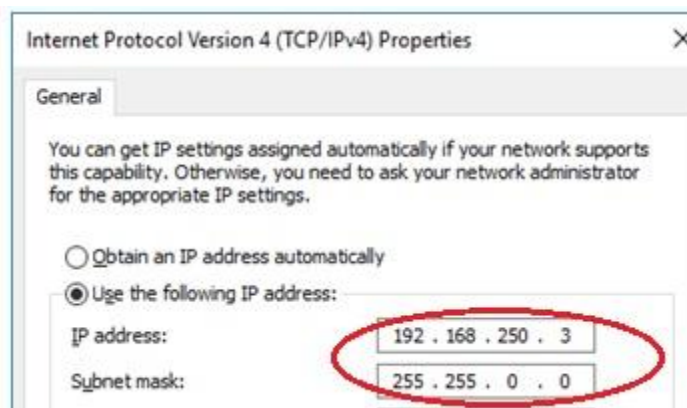 Internet Protocol Version 4 (TCP/IPv4) Properties
General
You can get IP settings assigned automatically if your network supports
this capability. Otherwise, you need to ask your network administrator
for the appropriate IP settings.
Obtain an IP address automatically
Use the following IP address:
IP address: 192 . 168 . 250 . 3
Subnet mask: 255 . 255 . 0 . 0